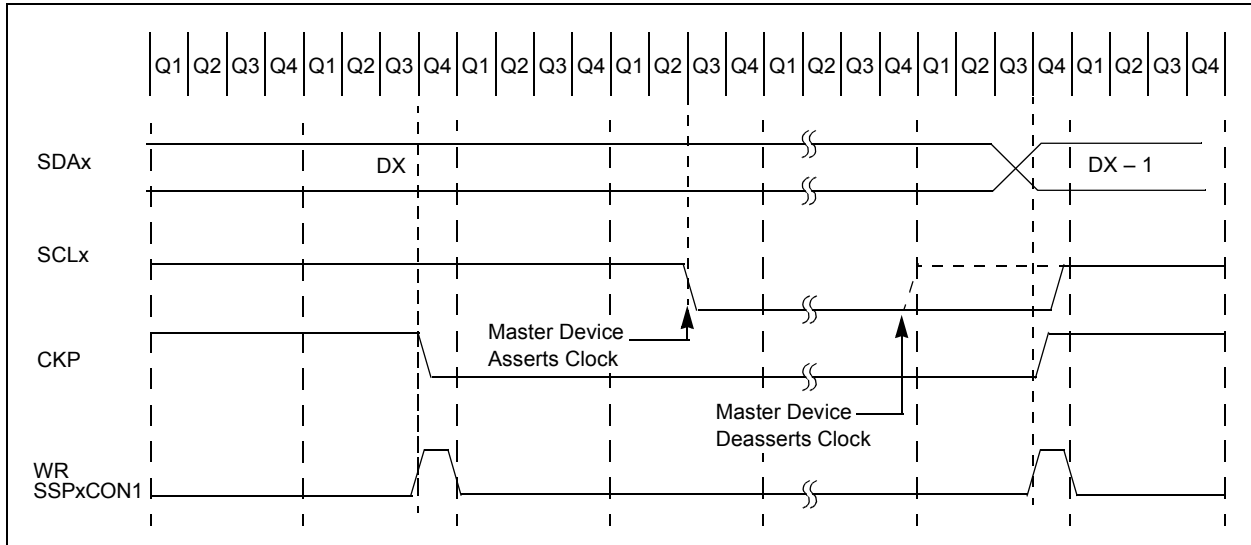 Q1 Q2 Q3 Q4 Q1 Q2 Q3 Q4 Q1 Q2 Q3 Q4 Q1 Q2 Q3 Q4 Q1 Q2 Q3 Q4 Q1 Q2 Q3 Q4 Q1 Q2 Q3 Q4
SDAx
DX
DX – 1
SCLx
Master Device
Asserts Clock
CKP
Master Device
Deasserts Clock
WR
SSPxCON1